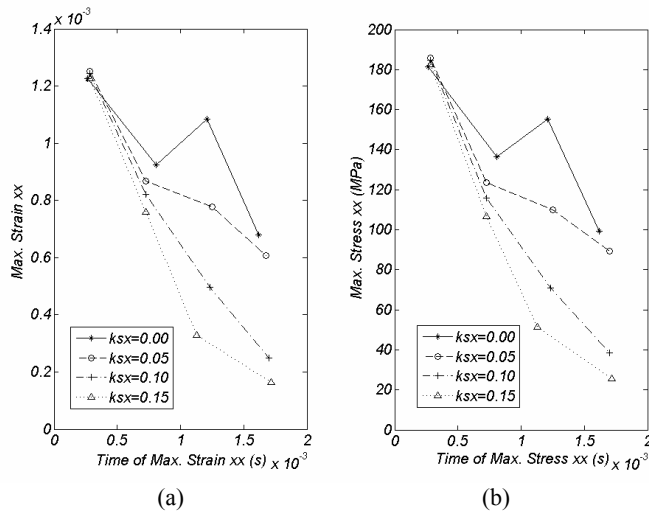 x 10⁻³
1.4
1.2
1
0.8
0.6
0.4
0.2
0
Max. Strain xx
ksx=0.00
ksx=0.05
ksx=0.10
ksx=0.15
0 0.5 1 1.5 2
Time of Max. Strain xx (s) x 10⁻³
(a)
200
180
160
140
120
100
80
60
40
20
0
Max. Stress xx (MPa)
ksx=0.00
ksx=0.05
ksx=0.10
ksx=0.15
0 0.5 1 1.5 2
Time of Max. Stress xx (s) x 10⁻³
(b)